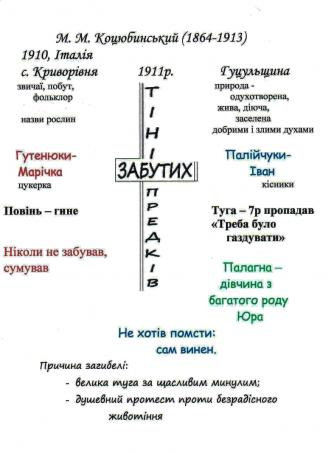 М. М. Коцюбинський (1864-1913)
1910, Італія
с. Криворівня
1911р.
Гуцульщина
звичаї, побут,
фольклор
назви рослин
природа -
одухотворена,
жива, діюча,
заселена
добрими і злими духами
ТІНІ
ЗАБУТИХ
ПРЕДКІВ
Гутенюки-
Марічка
цукерка
Палійчуки-
Іван
кісники
Повінь – гине
Туга – 7р пропадав
«Треба було
газдувати»
Ніколи не забував,
сумував
Палагна –
дівчина з
багатого роду
Юра
Не хотів помсти:
сам винен.
Причина загибелі:
- велика туга за щасливим минулим;
- душевний протест проти безрадісного
животіння